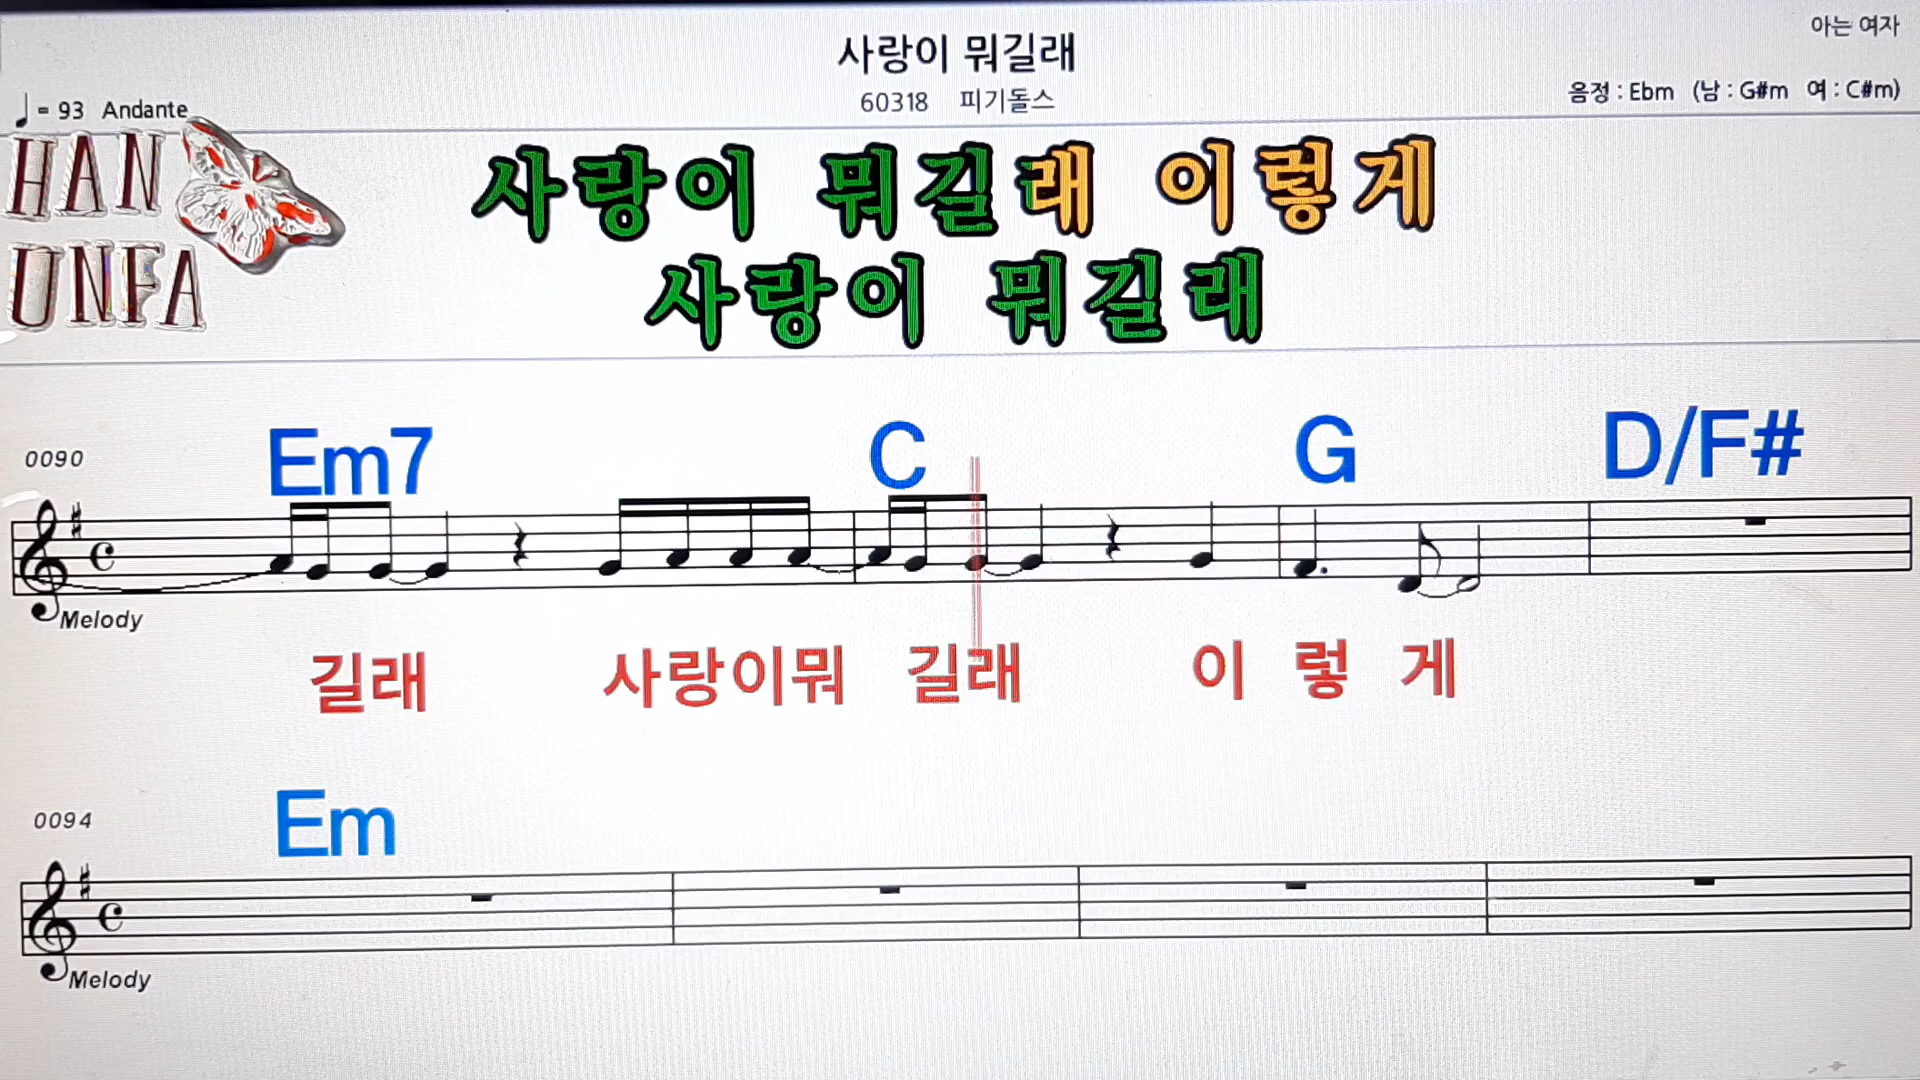 아는 여자
사랑이 뭐길래
60318 피기돌스
♩= 93 Andante
음정 : Ebm (남 : G#m 여 : C#m)
HAN
UNFA
사랑이 뭐길래 이렇게
사랑이 뭐길래
0090 Em7 C G D/F#
Melody
길래 사랑이뭐 길래 이 렇 게
0094 Em
Melody